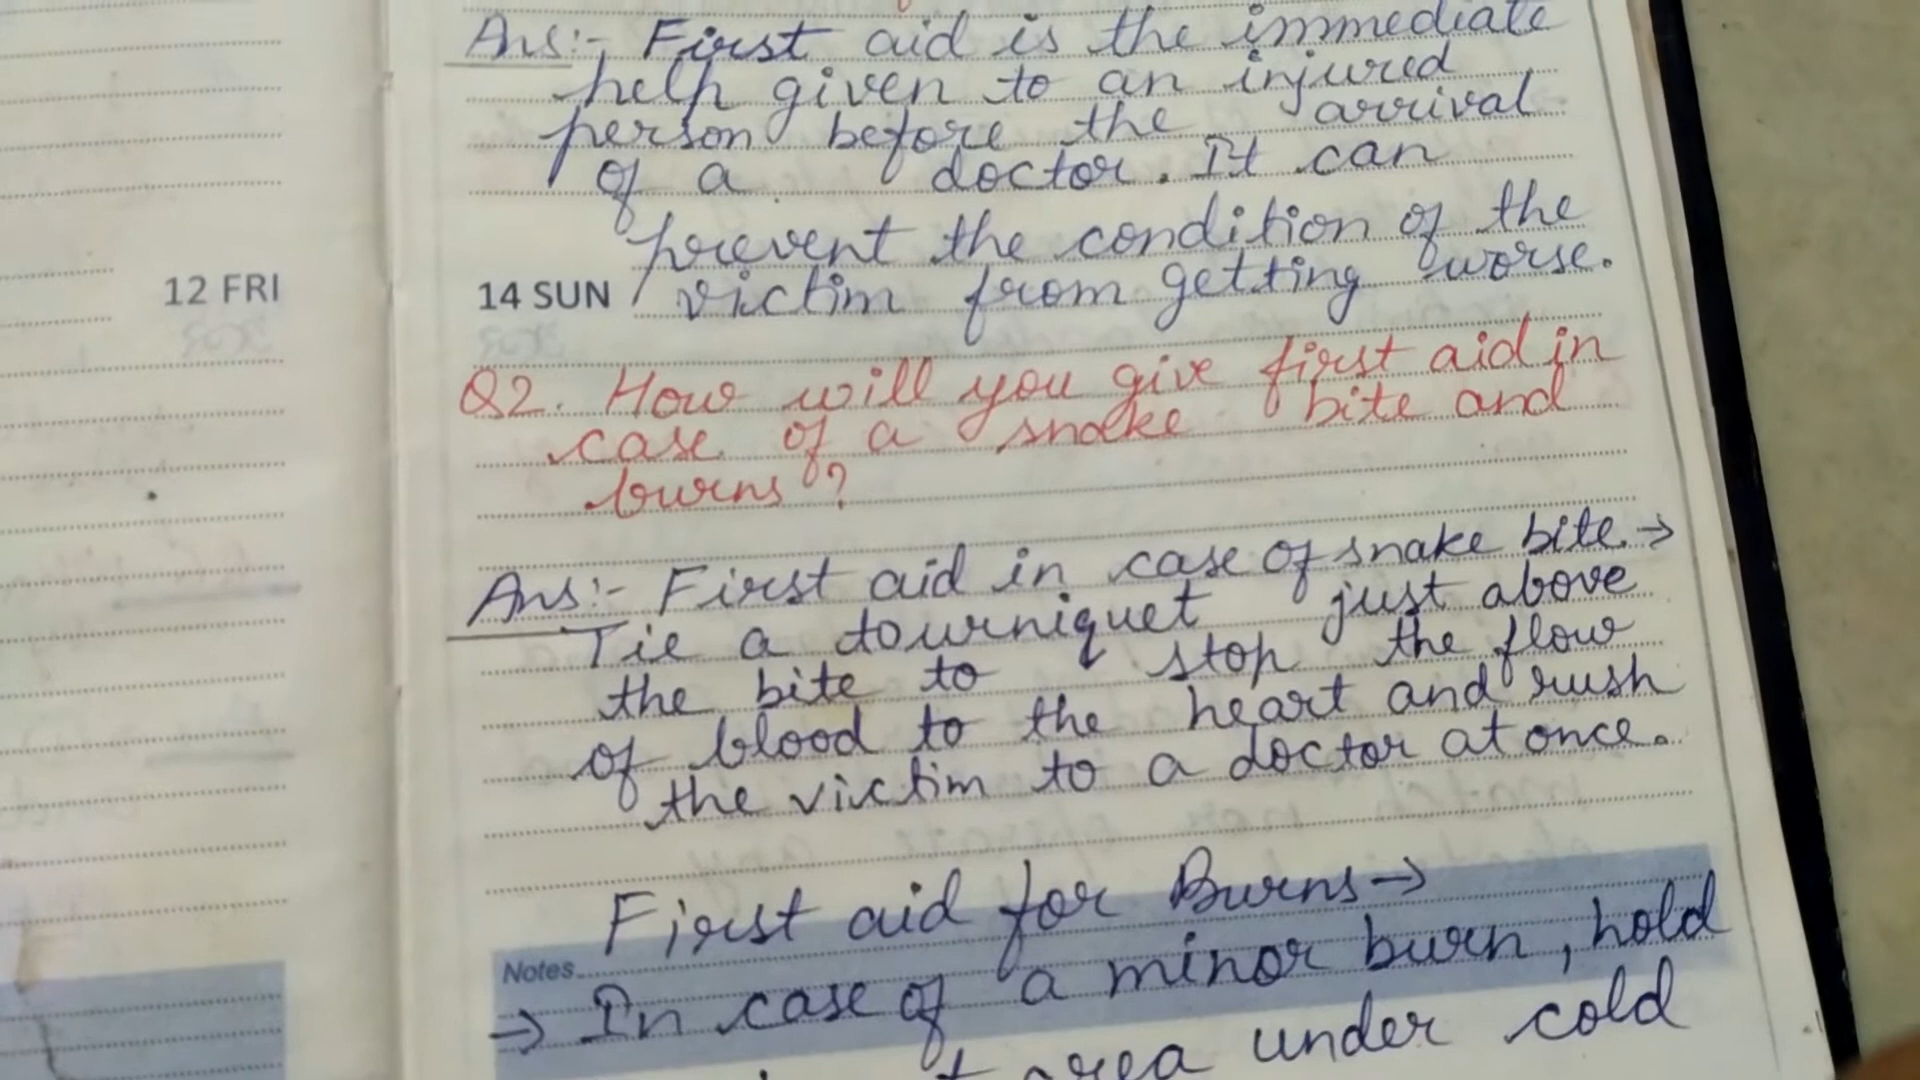 Ans:- First aid is the immediate
help given to an injured
person before the arrival
of a doctor. It can
prevent the condition of the
12 FRI
14 SUN victim from getting worse.
Q2. How will you give first aid in
case of a snake bite and
burns?
Ans:- First aid in case of snake bite. →
Tie a tourniquet just above
the bite to stop the flow
of blood to the heart and rush
the victim to a doctor at once.
First aid for Burns →
Notes
→ In case of a minor burn, hold
area under cold